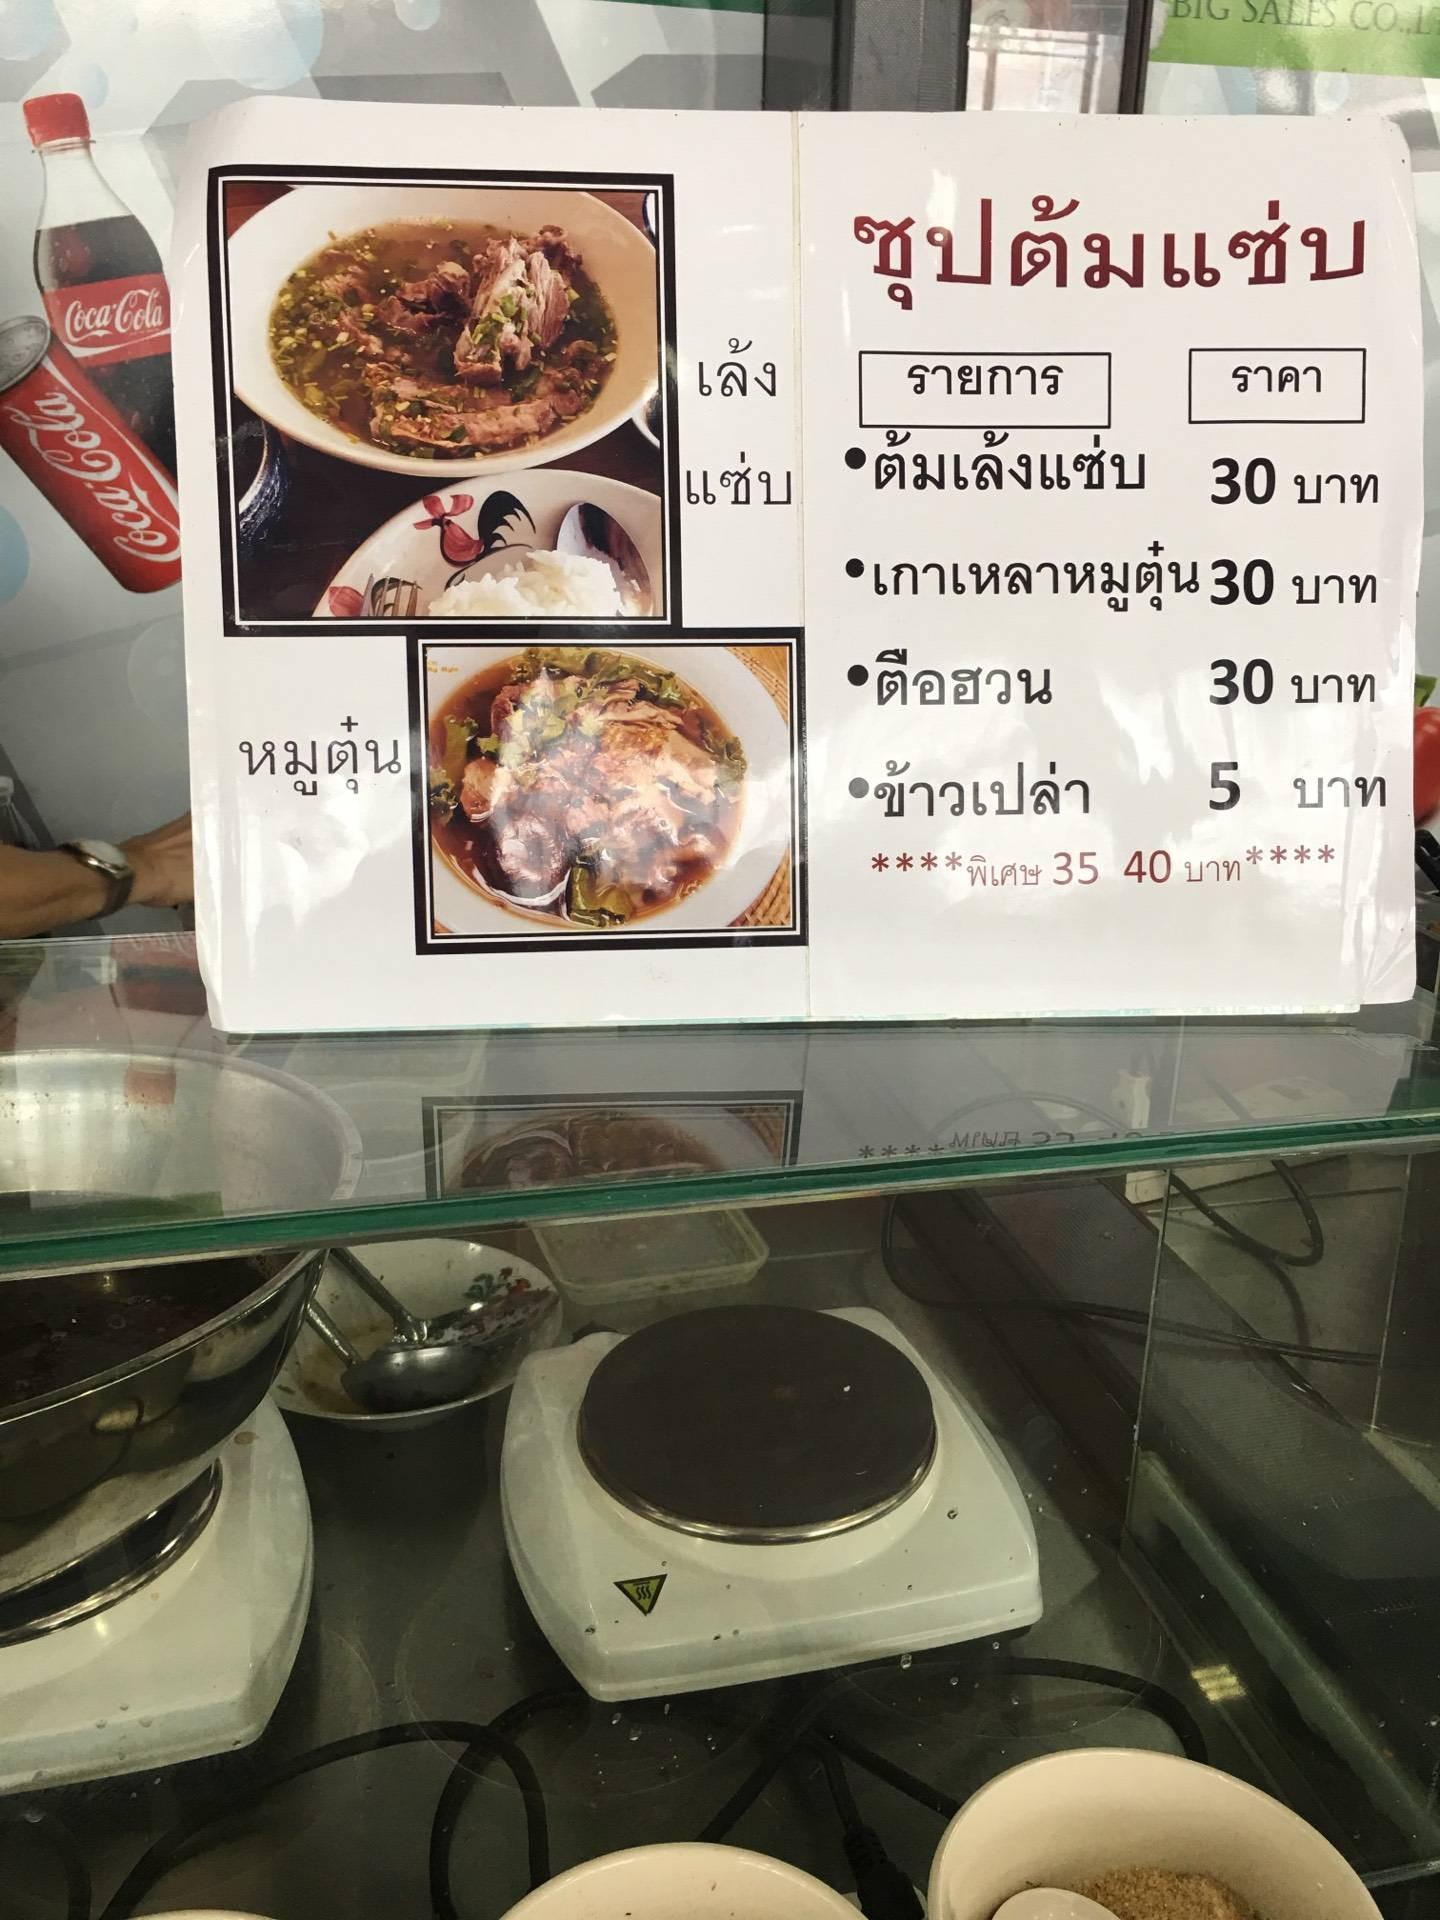 BIG SALES CO.,L
Coca-Cola
Coca-Cola
ซุปต้มแซ่บ
เล้ง
แซ่บ
หมูตุ๋น
รายการ ราคา
•ต้มเล้งแซ่บ 30 บาท
•เกาเหลาหมูตุ๋น 30 บาท
•ตือฮวน 30 บาท
•ข้าวเปล่า 5 บาท
****พิเศษ 35 40 บาท****